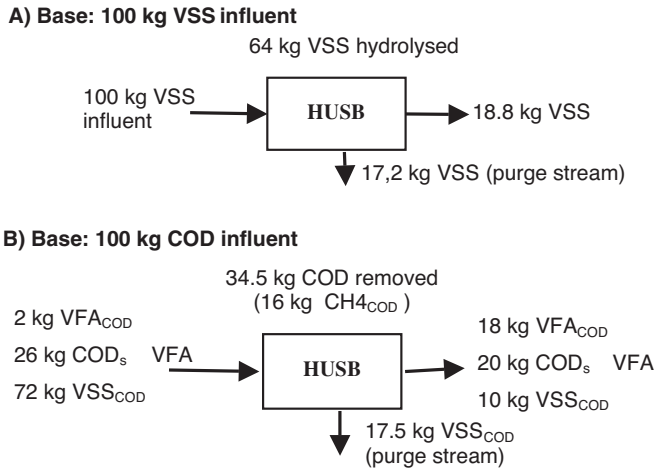 A) Base: 100 kg VSS influent
64 kg VSS hydrolysed
100 kg VSS
influent
HUSB
18.8 kg VSS
17,2 kg VSS (purge stream)
B) Base: 100 kg COD influent
34.5 kg COD removed
(16 kg CH4COD )
2 kg VFACOD
26 kg CODs VFA
72 kg VSSCOD
HUSB
18 kg VFACOD
20 kg CODs VFA
10 kg VSSCOD
17.5 kg VSSCOD
(purge stream)